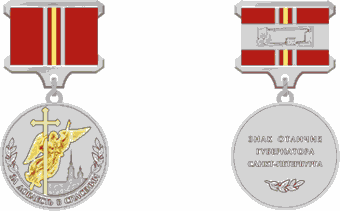 ЗА ДОБЛЕСТЬ В СПАСЕНИИ
ЗНАК ОТЛИЧИЯ
ГУБЕРНАТОРА
САНКТ-ПЕТЕРБУРГА